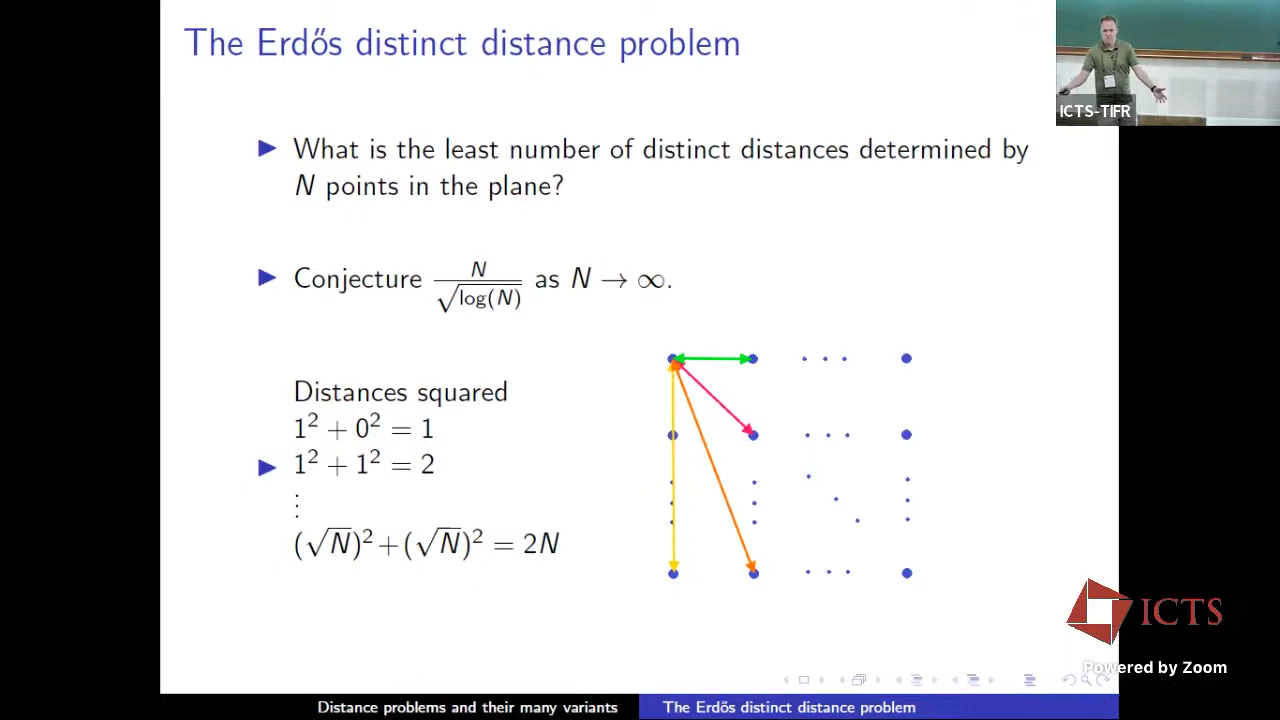 The Erdős distinct distance problem
ICTS-TIFR
▶ What is the least number of distinct distances determined by
N points in the plane?
▶ Conjecture N/√log(N) as N → ∞.
Distances squared
1² + 0² = 1
▶ 1² + 1² = 2
⋮
(√N)² + (√N)² = 2N
ICTS
Powered by Zoom
Distance problems and their many variants
The Erdős distinct distance problem